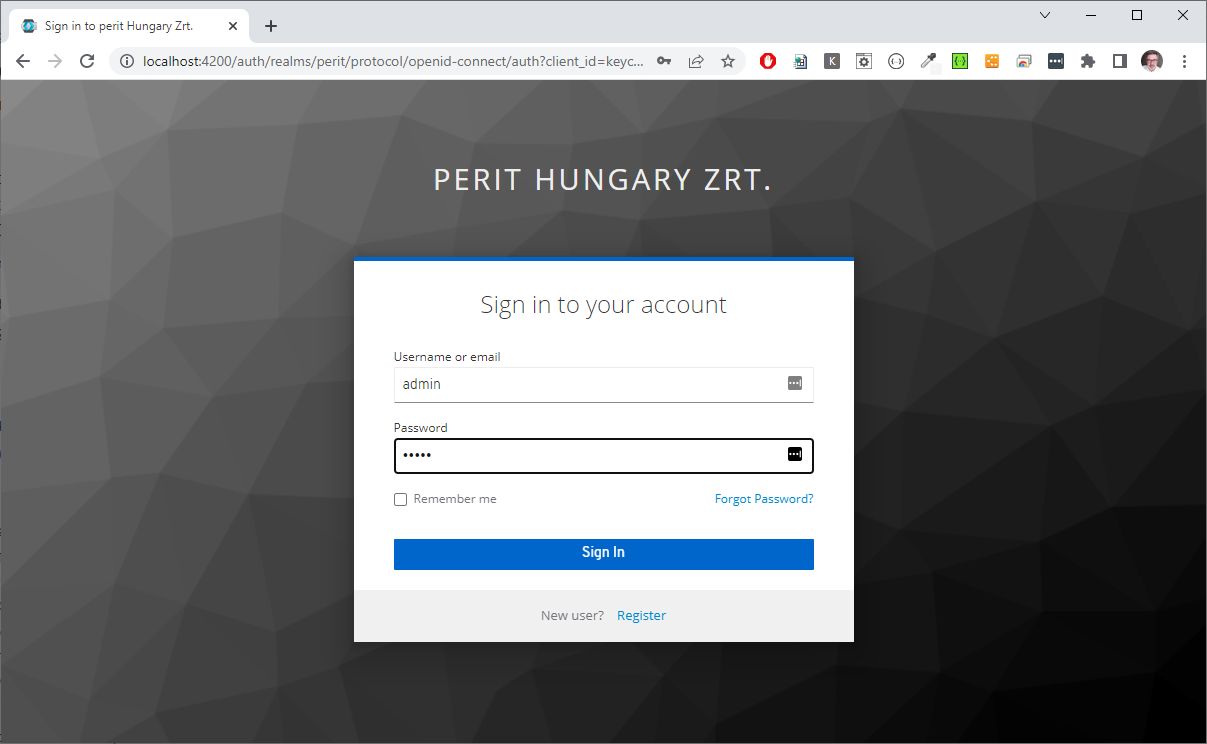 Sign in to perit Hungary Zrt.
localhost:4200/auth/realms/perit/protocol/openid-connect/auth?client_id=keyc...
PERIT HUNGARY ZRT.
Sign in to your account
Username or email
admin
Password
•••••
Remember me Forgot Password?
Sign In
New user? Register